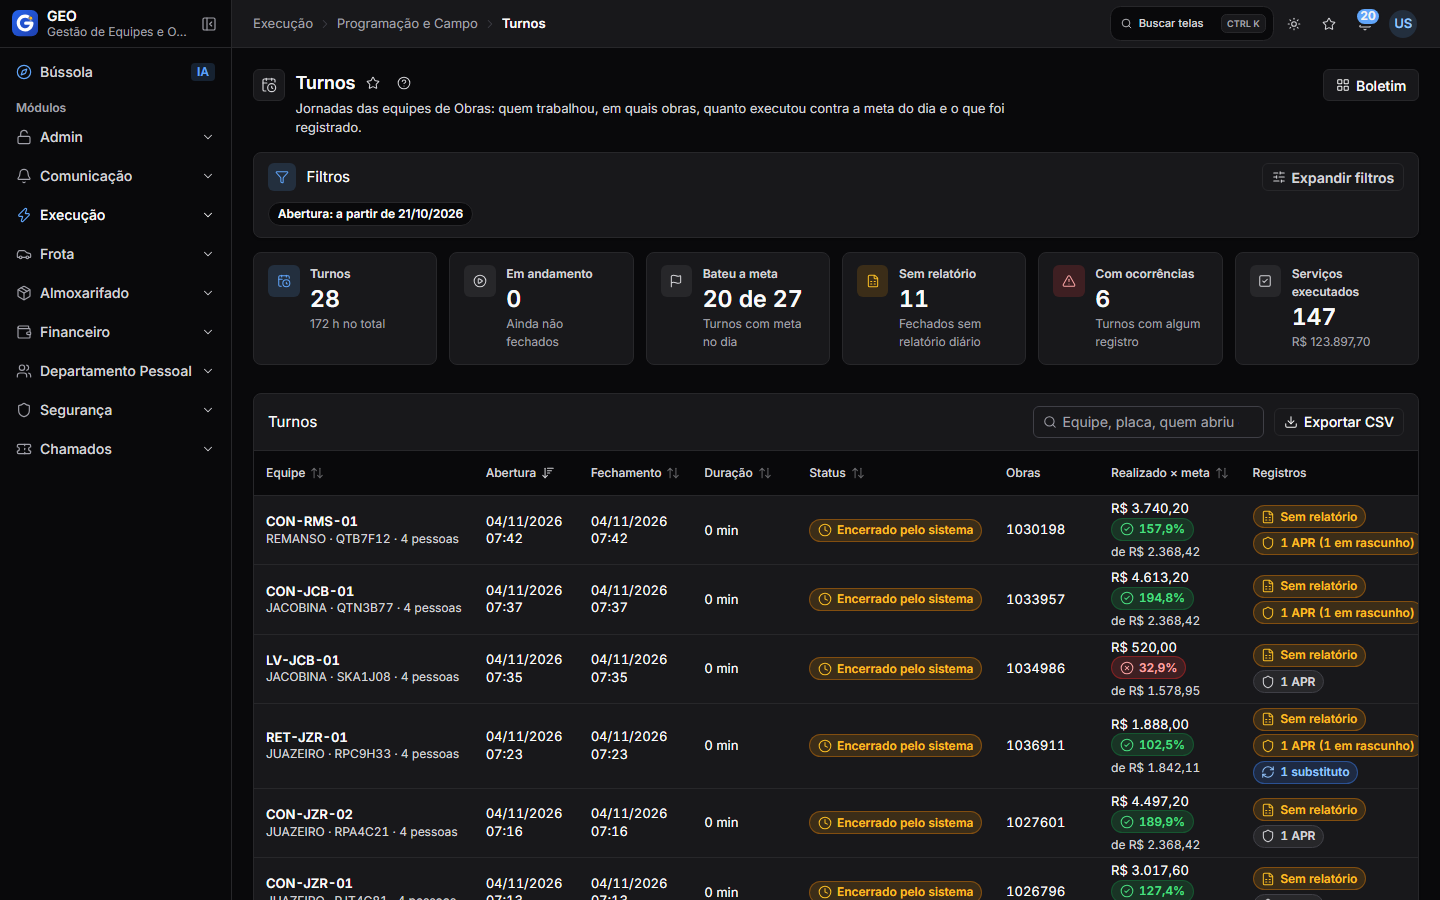 GEO
Gestão de Equipes e O...
Execução
Programação e Campo
Turnos
Buscar telas
CTRL K
20
US
Bússola
IA
Módulos
Admin
Comunicação
Execução
Frota
Almoxarifado
Financeiro
Departamento Pessoal
Segurança
Chamados
Turnos
Jornadas das equipes de Obras: quem trabalhou, em quais obras, quanto executou contra a meta do dia e o que foi
registrado.
Boletim
Filtros
Expandir filtros
Abertura: a partir de 21/10/2026
Turnos
28
172 h no total
Em andamento
0
Ainda não
fechados
Bateu a meta
20 de 27
Turnos com meta
no dia
Sem relatório
11
Fechados sem
relatório diário
Com ocorrências
6
Turnos com algum
registro
Serviços
executados
147
R$ 123.897,70
Turnos
Equipe, placa, quem abriu
Exportar CSV
Equipe
Abertura
Fechamento
Duração
Status
Obras
Realizado × meta
Registros
CON-RMS-01
REMANSO · QTB7F12 · 4 pessoas
04/11/2026
07:42
04/11/2026
07:42
0 min
Encerrado pelo sistema
1030198
R$ 3.740,20
157,9%
de R$ 2.368,42
Sem relatório
1 APR (1 em rascunho)
CON-JCB-01
JACOBINA · QTN3B77 · 4 pessoas
04/11/2026
07:37
04/11/2026
07:37
0 min
Encerrado pelo sistema
1033957
R$ 4.613,20
194,8%
de R$ 2.368,42
Sem relatório
1 APR (1 em rascunho)
LV-JCB-01
JACOBINA · SKA1J08 · 4 pessoas
04/11/2026
07:35
04/11/2026
07:35
0 min
Encerrado pelo sistema
1034986
R$ 520,00
32,9%
de R$ 1.578,95
Sem relatório
1 APR
RET-JZR-01
JUAZEIRO · RPC9H33 · 4 pessoas
04/11/2026
07:23
04/11/2026
07:23
0 min
Encerrado pelo sistema
1036911
R$ 1.888,00
102,5%
de R$ 1.842,11
Sem relatório
1 APR (1 em rascunho)
1 substituto
CON-JZR-02
JUAZEIRO · RPA4C21 · 4 pessoas
04/11/2026
07:16
04/11/2026
07:16
0 min
Encerrado pelo sistema
1027601
R$ 4.497,20
189,9%
de R$ 2.368,42
Sem relatório
1 APR
CON-JZR-01
04/11/2026
04/11/2026
0 min
Encerrado pelo sistema
1026796
R$ 3.017,60
127,4%
Sem relatório